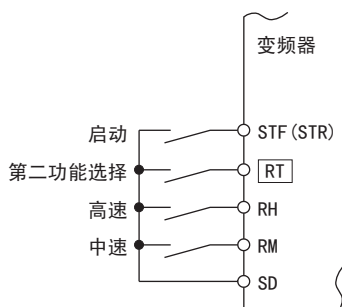 变频器
启动 STF(STR)
第二功能选择 RT
高速 RH
中速 RM
SD